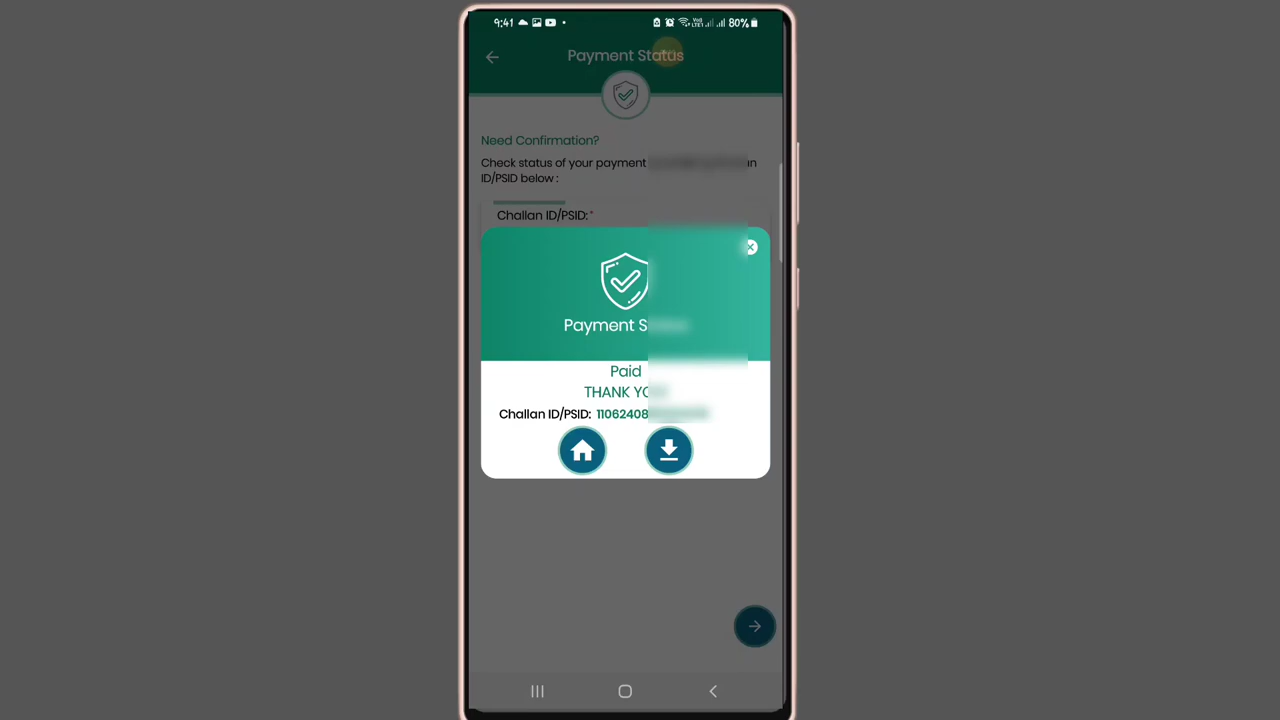 9:41 80%
Payment Status
Need Confirmation?
Check status of your payment
ID/PSID below :
Challan ID/PSID:*
Payment
Paid
THANK
Challan ID/PSID: 11062408